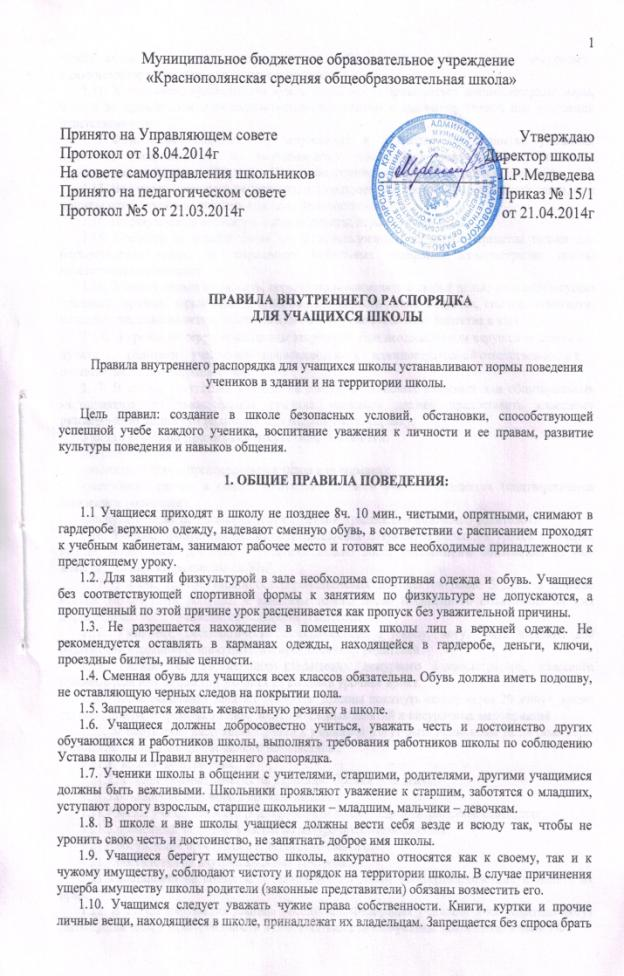 1
Муниципальное бюджетное образовательное учреждение
«Краснополянская средняя общеобразовательная школа»
Принято на Управляющем совете
Протокол от 18.04.2014г
На совете самоуправления школьников
Принято на педагогическом совете
Протокол №5 от 21.03.2014г
Утверждаю
Директор школы
Л.Р.Медведева
Приказ № 15/1
от 21.04.2014г
ПРАВИЛА ВНУТРЕННЕГО РАСПОРЯДКА
ДЛЯ УЧАЩИХСЯ ШКОЛЫ
Правила внутреннего распорядка для учащихся школы устанавливают нормы поведения
учеников в здании и на территории школы.
Цель правил: создание в школе безопасных условий, обстановки, способствующей
успешной учебе каждого ученика, воспитание уважения к личности и ее правам, развитие
культуры поведения и навыков общения.
1. ОБЩИЕ ПРАВИЛА ПОВЕДЕНИЯ:
1.1 Учащиеся приходят в школу не позднее 8ч. 10 мин., чистыми, опрятными, снимают в
гардеробе верхнюю одежду, надевают сменную обувь, в соответствии с расписанием проходят
к учебным кабинетам, занимают рабочее место и готовят все необходимые принадлежности к
предстоящему уроку.
1.2. Для занятий физкультурой в зале необходима спортивная одежда и обувь. Учащиеся
без соответствующей спортивной формы к занятиям по физкультуре не допускаются, а
пропущенный по этой причине урок расценивается как пропуск без уважительной причины.
1.3. Не разрешается нахождение в помещениях школы лиц в верхней одежде. Не
рекомендуется оставлять в карманах одежды, находящейся в гардеробе, деньги, ключи,
проездные билеты, иные ценности.
1.4. Сменная обувь для учащихся всех классов обязательна. Обувь должна иметь подошву,
не оставляющую черных следов на покрытии пола.
1.5. Запрещается жевать жевательную резинку в школе.
1.6. Учащиеся должны добросовестно учиться, уважать честь и достоинство других
обучающихся и работников школы, выполнять требования работников школы по соблюдению
Устава школы и Правил внутреннего распорядка.
1.7. Ученики школы в общении с учителями, старшими, родителями, другими учащимися
должны быть вежливыми. Школьники проявляют уважение к старшим, заботятся о младших,
уступают дорогу взрослым, старшие школьники – младшим, мальчики – девочкам.
1.8. В школе и вне школы учащиеся должны вести себя везде и всюду так, чтобы не
уронить свою честь и достоинство, не запятнать доброе имя школы.
1.9. Учащиеся берегут имущество школы, аккуратно относятся как к своему, так и к
чужому имуществу, соблюдают чистоту и порядок на территории школы. В случае причинения
ущерба имуществу школы родители (законные представители) обязаны возместить его.
1.10. Учащимся следует уважать чужие права собственности. Книги, куртки и прочие
личные вещи, находящиеся в школе, принадлежат их владельцам. Запрещается без спроса брать